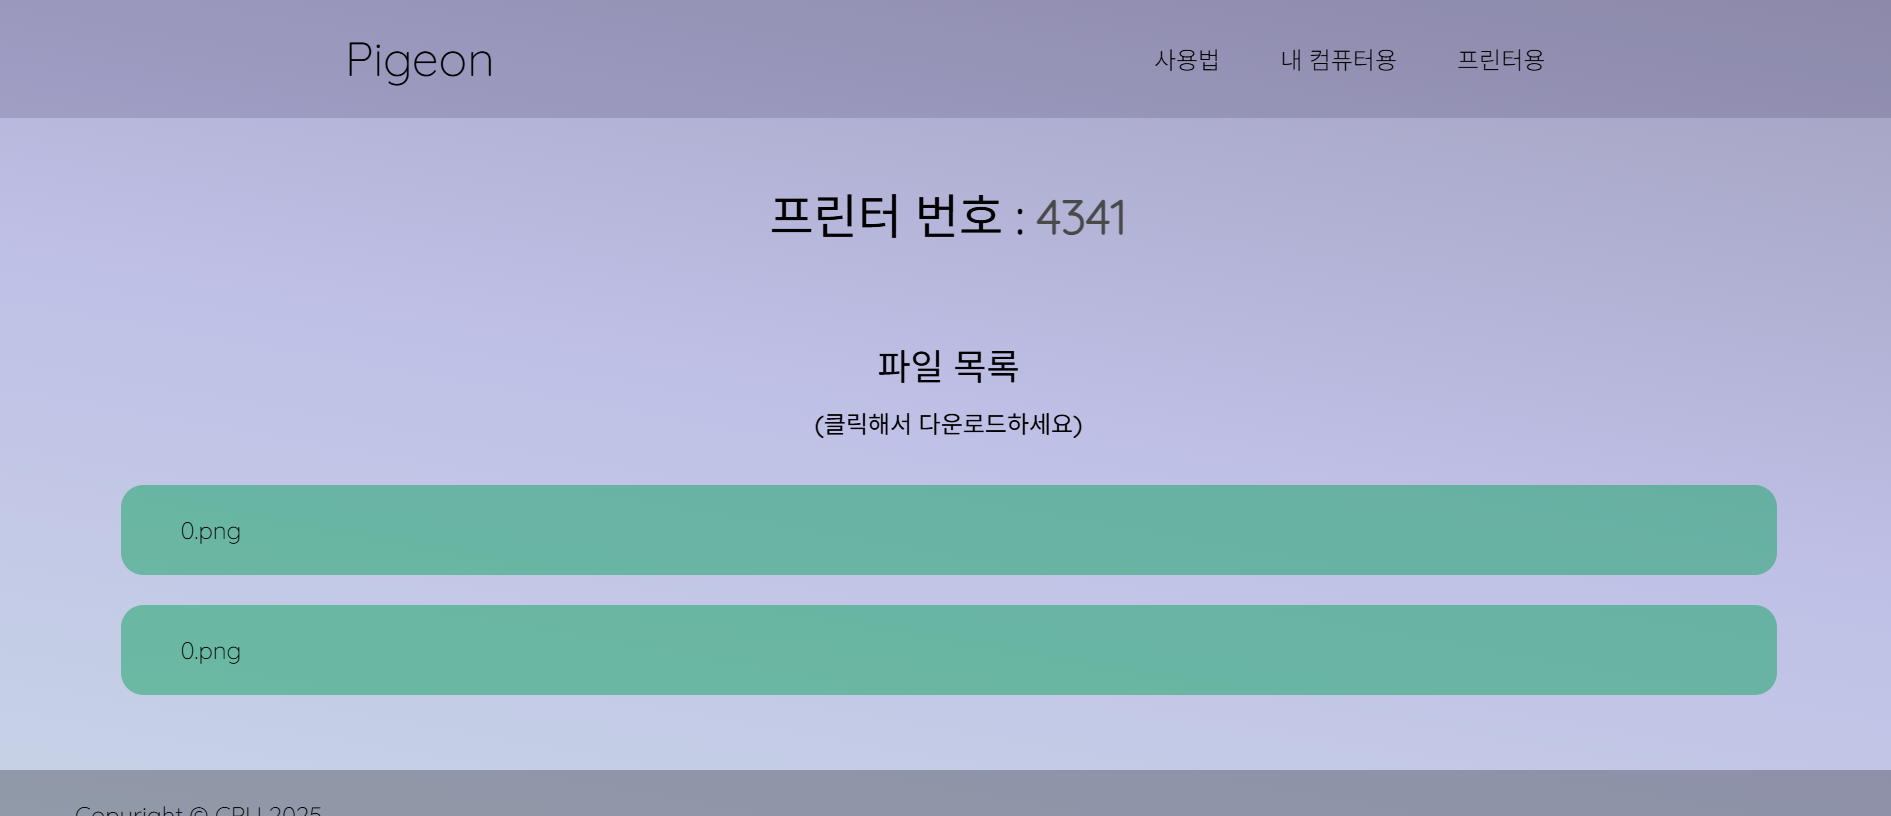 Pigeon
사용법 내 컴퓨터용 프린터용
프린터 번호 : 4341
파일 목록
(클릭해서 다운로드하세요)
0.png
0.png
Copyright © CPU 2025